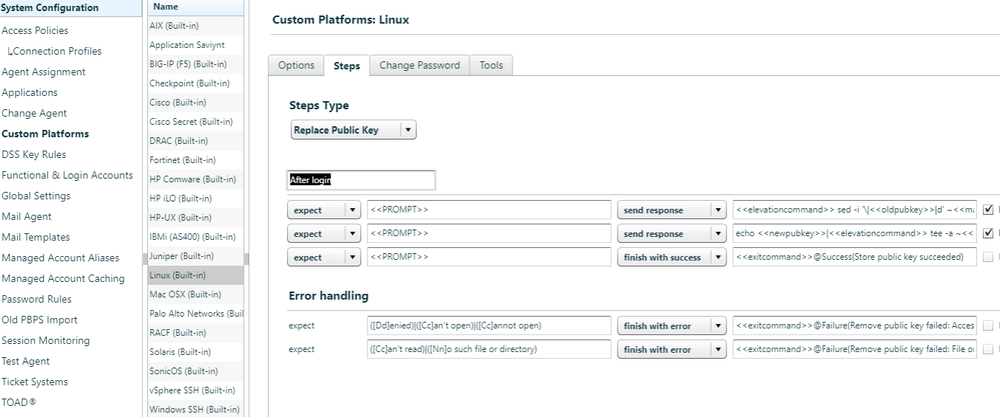 System Configuration
Access Policies
↳Connection Profiles
Agent Assignment
Applications
Change Agent
Custom Platforms
DSS Key Rules
Functional & Login Accounts
Global Settings
Mail Agent
Mail Templates
Managed Account Aliases
Managed Account Caching
Password Rules
Old PBPS Import
Session Monitoring
Test Agent
Ticket Systems
TOAD®
Name
AIX (Built-in)
Application Saviynt
BIG-IP (F5) (Built-in)
Checkpoint (Built-in)
Cisco (Built-in)
Cisco Secret (Built-in)
DRAC (Built-in)
Fortinet (Built-in)
HP Comware (Built-in)
HP iLO (Built-in)
HP-UX (Built-in)
IBMi (AS400) (Built-in)
Juniper (Built-in)
Linux (Built-in)
Mac OSX (Built-in)
Palo Alto Networks (Buil
RACF (Built-in)
Solaris (Built-in)
SonicOS (Built-in)
vSphere SSH (Built-in)
Windows SSH (Built-in)
Custom Platforms: Linux
Options Steps Change Password Tools
Steps Type
Replace Public Key
After login
expect <<PROMPT>> send response <<elevationcommand>> sed -i '\|<<oldpubkey>>|d' ~<<ma
expect <<PROMPT>> send response echo <<newpubkey>>|<<elevationcommand>> tee -a ~<<
expect <<PROMPT>> finish with success <<exitcommand>>@Success(Store public key succeeded)
Error handling
expect ([Dd]enied)|([Cc]an't open)|([Cc]annot open) finish with error <<exitcommand>>@Failure(Remove public key failed: Acces
expect ([Cc]an't read)|([Nn]o such file or directory) finish with error <<exitcommand>>@Failure(Remove public key failed: File o